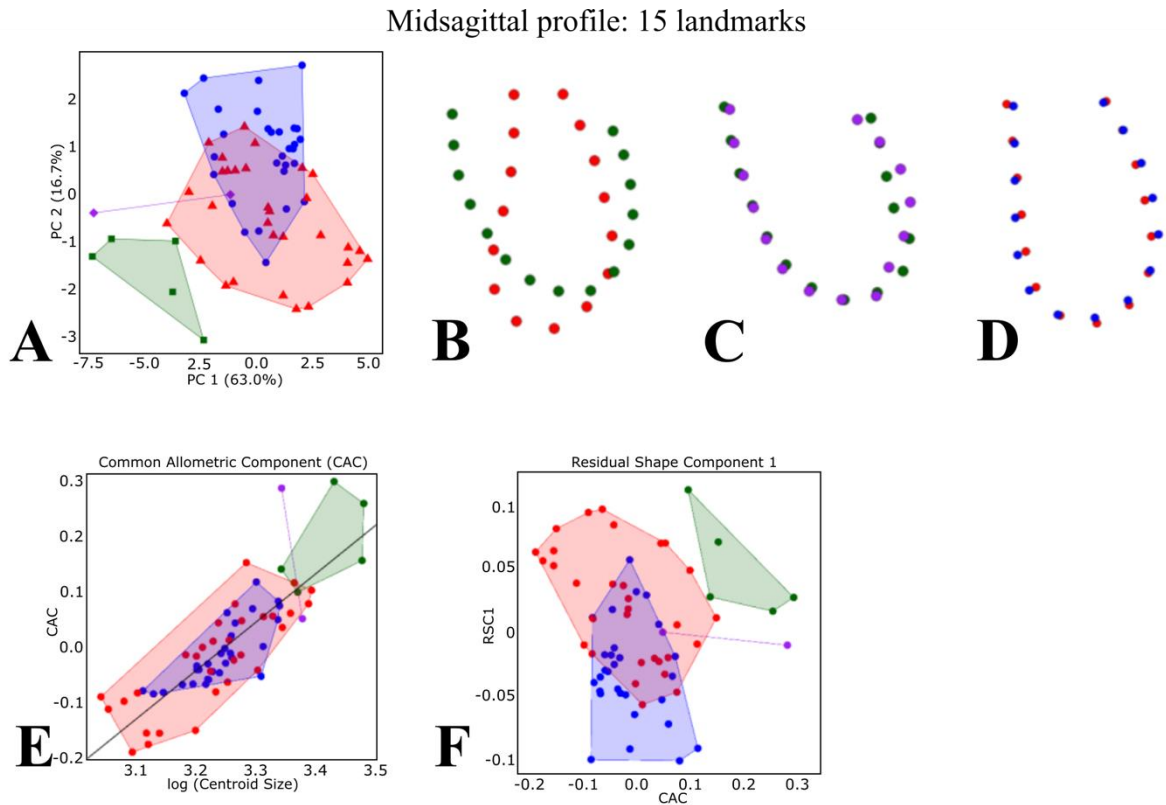 Midsagittal profile: 15 landmarks
2
1
0
-1
-2
-3
PC 2 (16.7%)
-7.5 -5.0 2.5 0.0 2.5 5.0
PC 1 (63.0%)
A
B
C
D
Common Allometric Component (CAC)
0.3
0.2
0.1
0.0
-0.1
-0.2
CAC
3.1 3.2 3.3 3.4 3.5
log (Centroid Size)
E
Residual Shape Component 1
0.1
0.05
0
-0.05
-0.1
RSC1
-0.2 -0.1 0.0 0.1 0.2 0.3
CAC
F